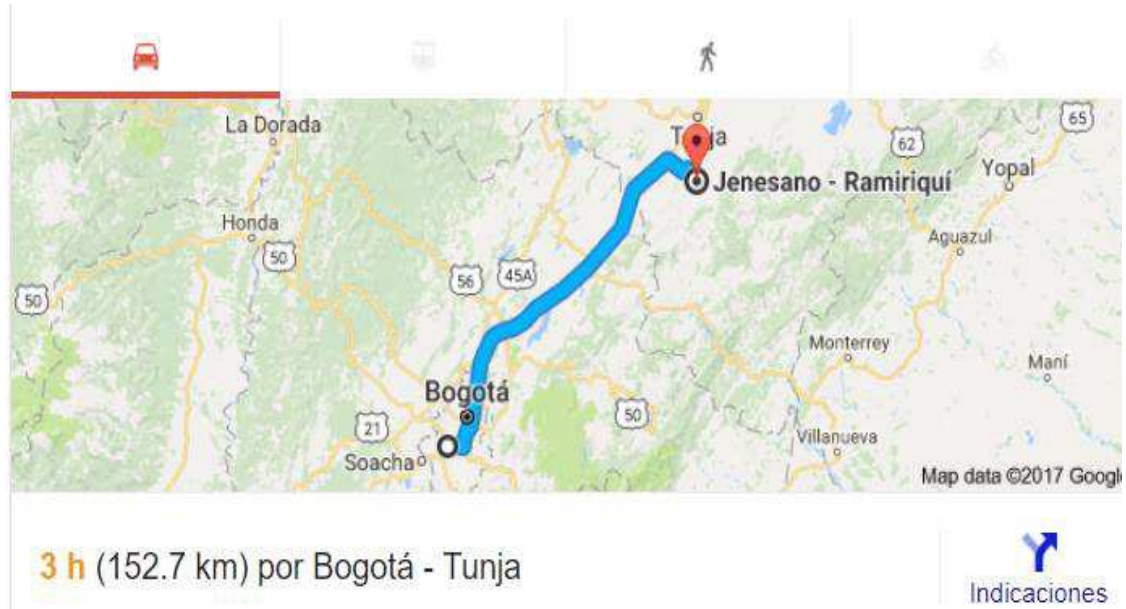 La Dorada
65
Tunja
62
Yopal
Jenesano - Ramiriquí
Honda
Aguazul
50
56
45A
50
Monterrey
Maní
Bogotá
21
50
Villanueva
Soacha
Map data ©2017 Google
3 h (152.7 km) por Bogotá - Tunja
Indicaciones